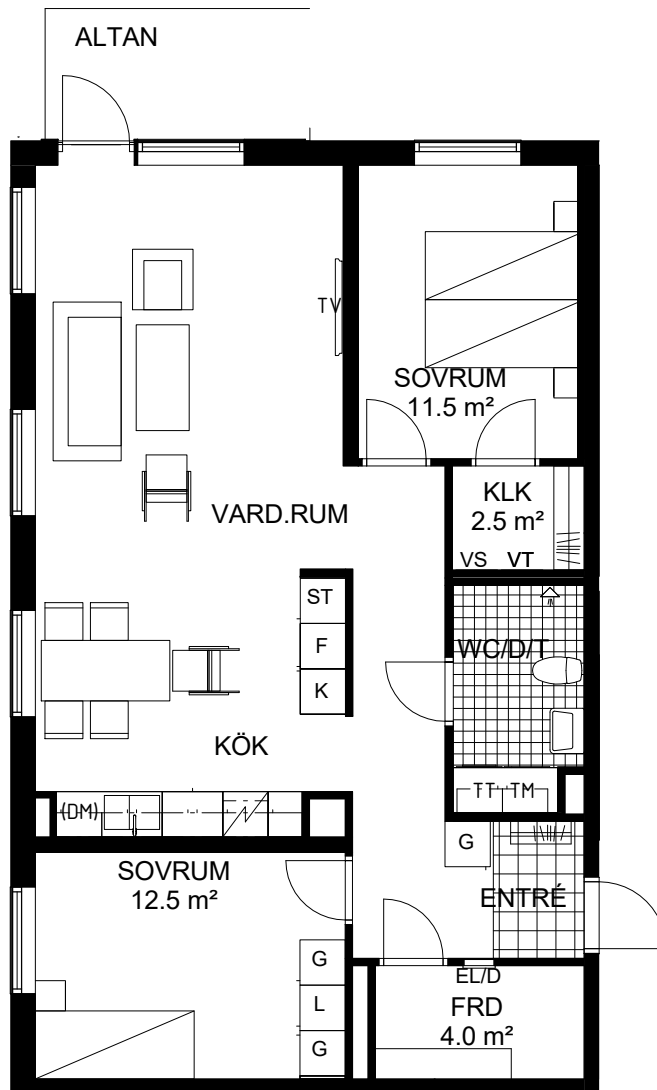 ALTAN
TV
SOVRUM
11.5 m²
KLK
2.5 m²
VS VT
VARD.RUM
ST
F
K
WC/D/T
KÖK
TT TM
(DM)
G
SOVRUM
12.5 m²
ENTRÉ
G
L
G
EL/D
FRD
4.0 m²